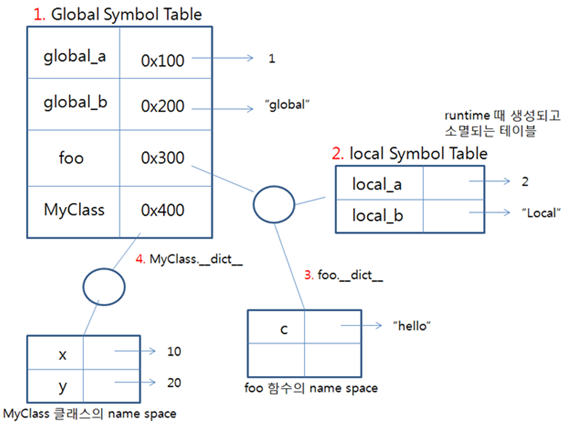 1. Global Symbol Table
global_a 0x100 1
global_b 0x200 "global"
foo 0x300
MyClass 0x400
runtime 때 생성되고
소멸되는 테이블
2. local Symbol Table
local_a 2
local_b "Local"
4. MyClass.__dict__
3. foo.__dict__
x 10
y 20
MyClass 클래스의 name space
c "hello"
foo 함수의 name space